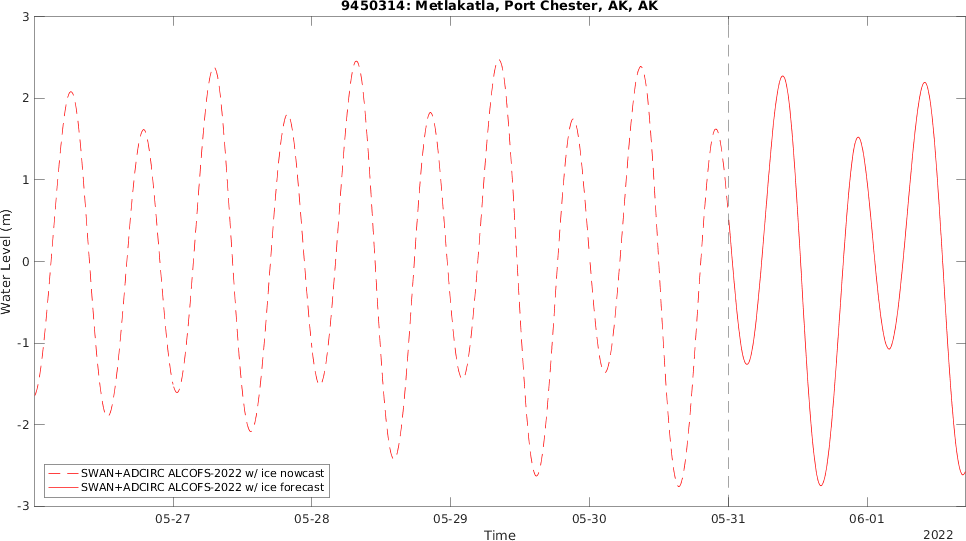 9450314: Metlakatla, Port Chester, AK, AK
3
2
1
0
-1
-2
-3
Water Level (m)
SWAN+ADCIRC ALCOFS-2022 w/ ice nowcast
SWAN+ADCIRC ALCOFS-2022 w/ ice forecast
05-27 05-28 05-29 05-30 05-31 06-01
Time
2022